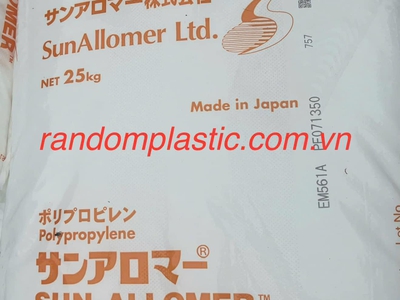 サンアロマー株式会社
SunAllomer Ltd.
NET 25kg
757
Made in Japan
randomplastic.com.vn
EM561A PE071350
ポリプロピレン
Polypropylene
サンアロマー®
SUN ALLOMER™
Lot No.